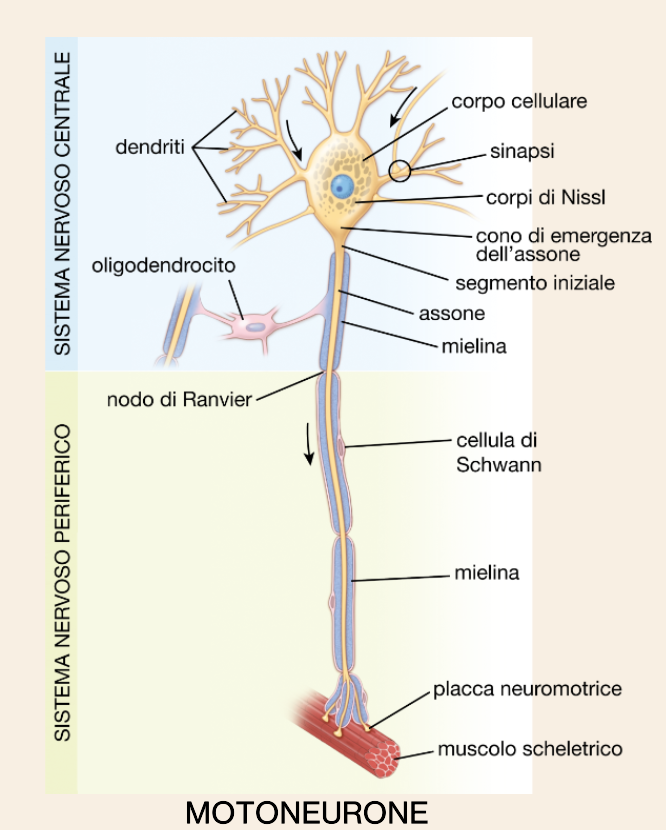 SISTEMA NERVOSO CENTRALE
corpo cellulare
dendriti
sinapsi
corpi di Nissl
cono di emergenza
dell'assone
oligodendrocito
segmento iniziale
assone
mielina
nodo di Ranvier
SISTEMA NERVOSO PERIFERICO
cellula di
Schwann
mielina
placca neuromotrice
muscolo scheletrico
MOTONEURONE